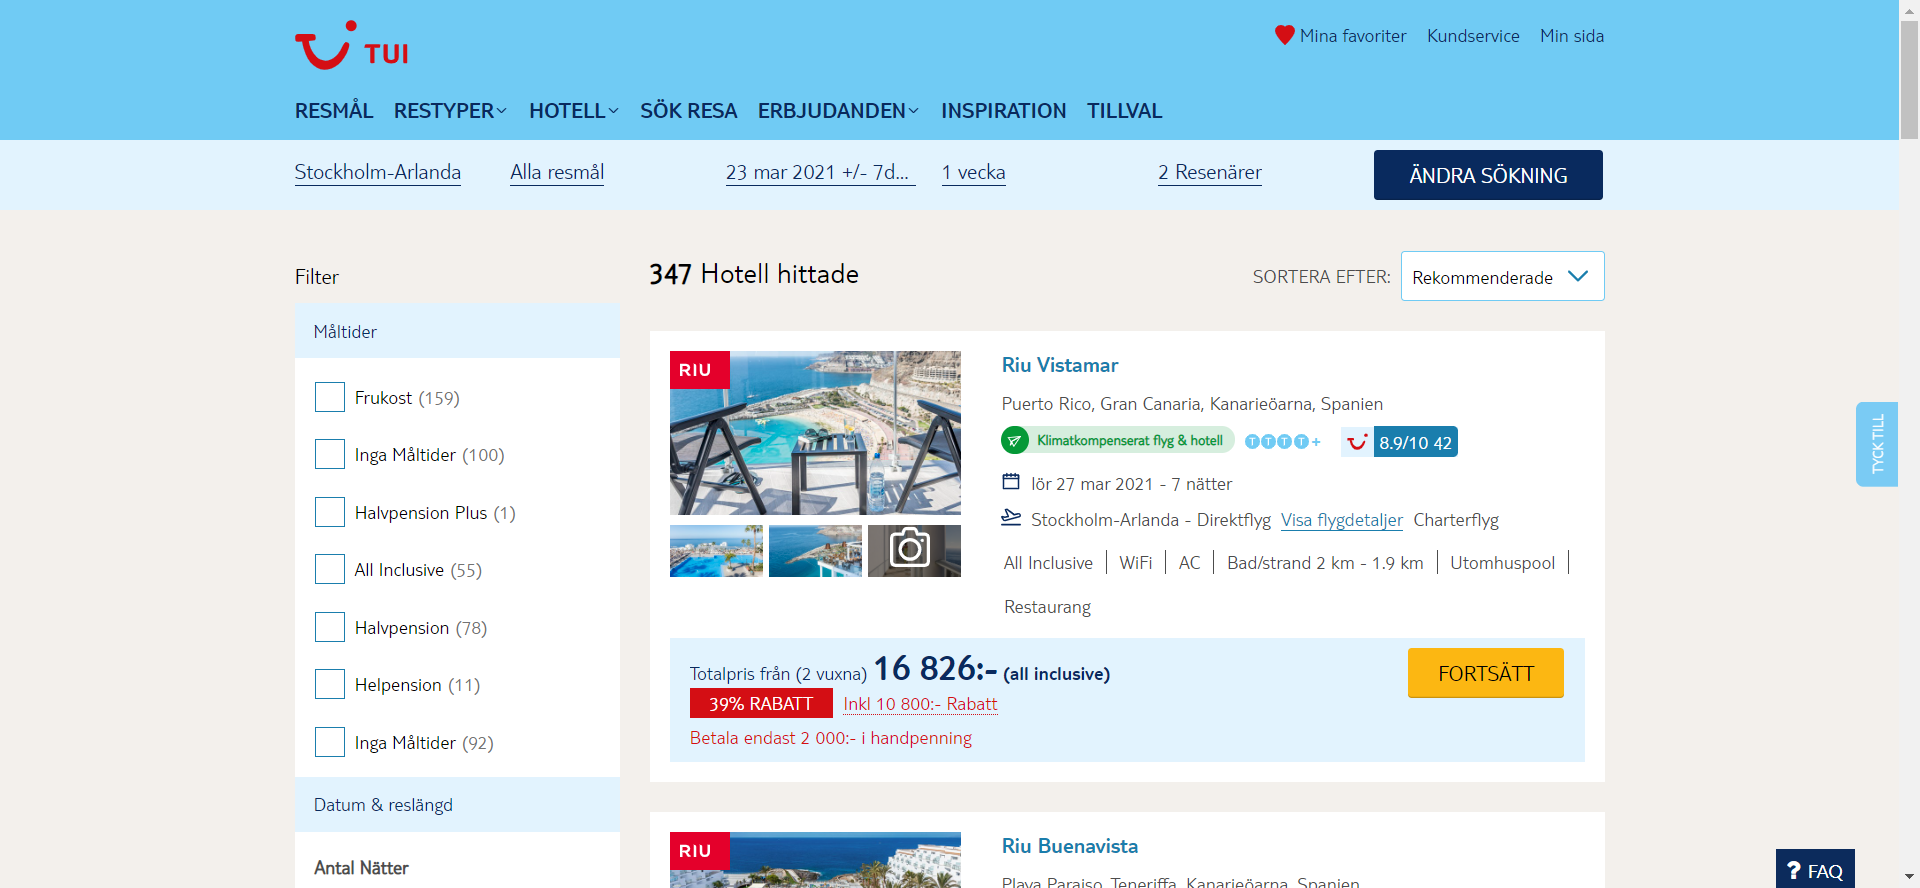 TUI
Mina favoriter
Kundservice
Min sida
RESMÅL
RESTYPER
HOTELL
SÖK RESA
ERBJUDANDEN
INSPIRATION
TILLVAL
Stockholm-Arlanda
Alla resmål
23 mar 2021 +/- 7d...
1 vecka
2 Resenärer
ÄNDRA SÖKNING
Filter
Måltider
Frukost (159)
Inga Måltider (100)
Halvpension Plus (1)
All Inclusive (55)
Halvpension (78)
Helpension (11)
Inga Måltider (92)
Datum & reslängd
Antal Nätter
347 Hotell hittade
SORTERA EFTER:
Rekommenderade
RIU
Riu Vistamar
Puerto Rico, Gran Canaria, Kanarieöarna, Spanien
Klimatkompenserat flyg & hotell
T T T T +
8.9/10 42
lör 27 mar 2021 - 7 nätter
Stockholm-Arlanda - Direktflyg Visa flygdetaljer Charterflyg
All Inclusive | WiFi | AC | Bad/strand 2 km - 1.9 km | Utomhuspool |
Restaurang
Totalpris från (2 vuxna) 16 826:- (all inclusive)
39% RABATT Inkl 10 800:- Rabatt
Betala endast 2 000:- i handpenning
FORTSÄTT
RIU
Riu Buenavista
Playa Paraiso, Teneriffa, Kanarieöarna, Spanien
TYCK TILL
? FAQ